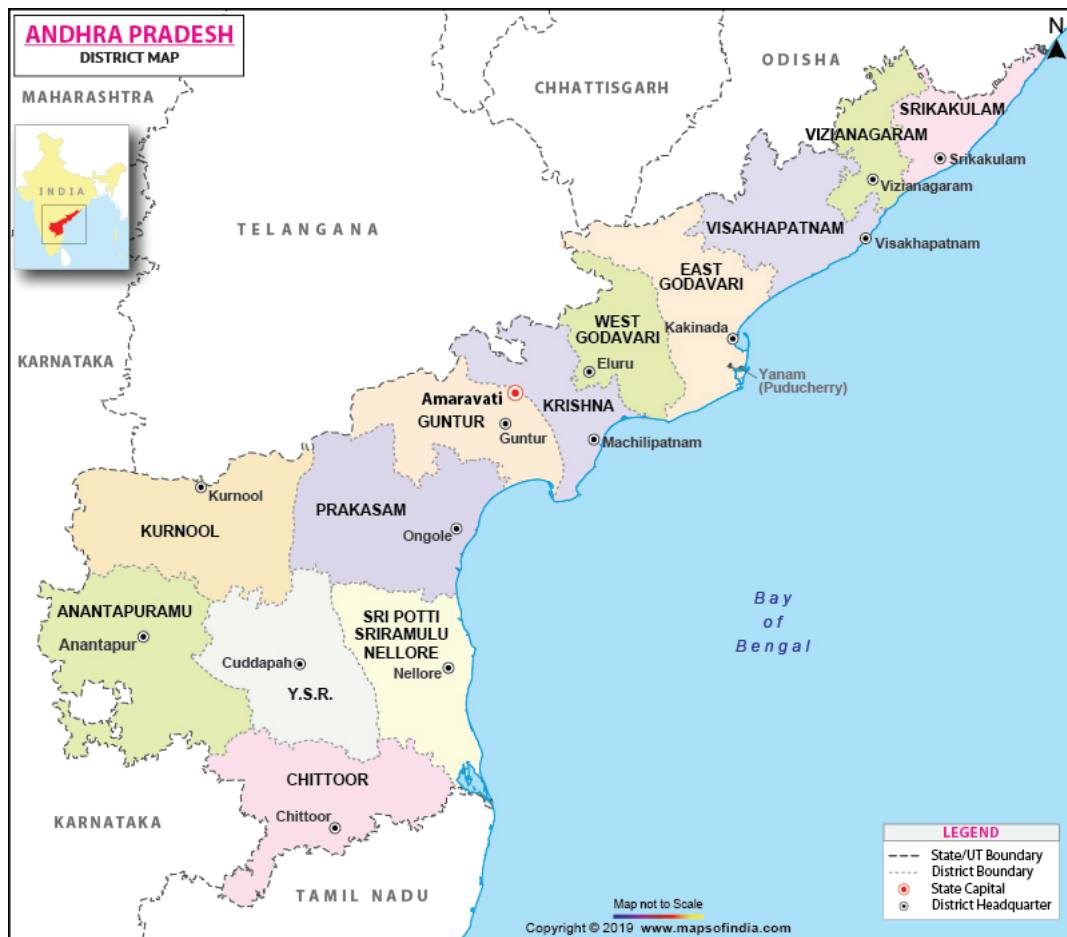 ANDHRA PRADESH
DISTRICT MAP
N
MAHARASHTRA
CHHATTISGARH
ODISHA
INDIA
TELANGANA
KARNATAKA
SRIKAKULAM
Srikakulam
VIZIANAGARAM
Vizianagaram
VISAKHAPATNAM
Visakhapatnam
EAST
GODAVARI
Kakinada
Yanam
(Puducherry)
WEST
GODAVARI
Eluru
KRISHNA
Machilipatnam
Amaravati
GUNTUR
Guntur
PRAKASAM
Ongole
Kurnool
KURNOOL
ANANTAPURAMU
Anantapur
Cuddapah
Y.S.R.
SRI POTTI
SRIRAMULU
NELLORE
Nellore
Bay
of
Bengal
CHITTOOR
Chittoor
KARNATAKA
TAMIL NADU
LEGEND
State/UT Boundary
District Boundary
State Capital
District Headquarter
Map not to Scale
Copyright © 2019 www.mapsofindia.com